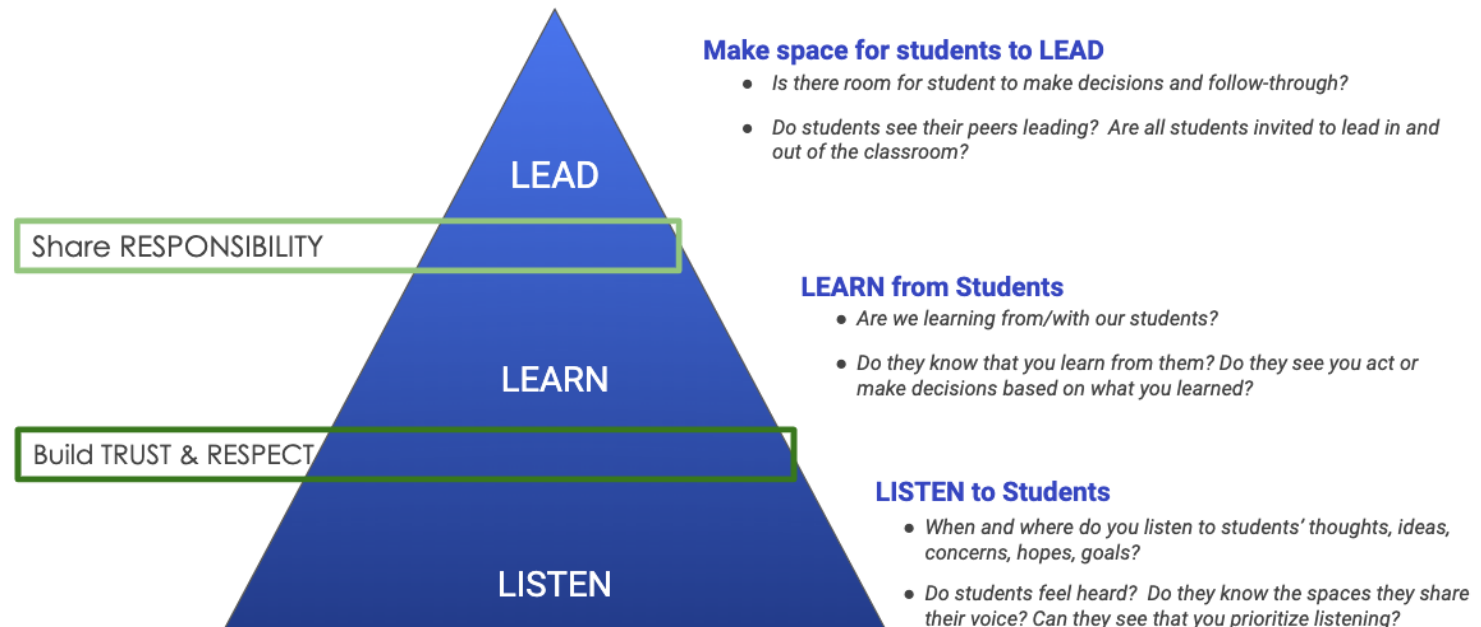 Make space for students to LEAD
● Is there room for student to make decisions and follow-through?
● Do students see their peers leading?  Are all students invited to lead in and
out of the classroom?
LEAD
Share RESPONSIBILITY
LEARN from Students
● Are we learning from/with our students?
● Do they know that you learn from them? Do they see you act or
make decisions based on what you learned?
LEARN
Build TRUST & RESPECT
LISTEN to Students
● When and where do you listen to students’ thoughts, ideas,
concerns, hopes, goals?
● Do students feel heard?  Do they know the spaces they share
their voice? Can they see that you prioritize listening?
LISTEN